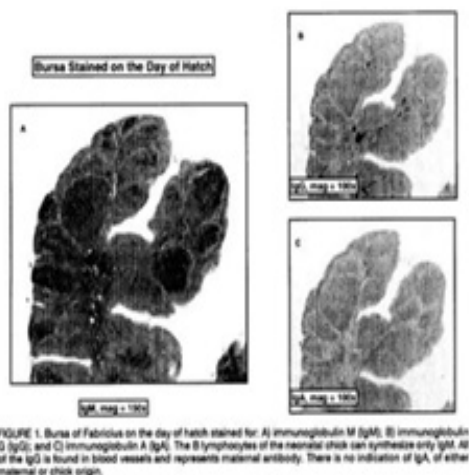 Bursa Stained on the Day of Hatch
A
IgM, mag = 100x
B
IgG, mag = 100x
C
IgA, mag = 100x
FIGURE 1. Bursa of Fabricius on the day of hatch stained for: A) immunoglobulin M (IgM); B) immunoglobulin
G (IgG); and C) immunoglobulin A (IgA). The B lymphocytes of the neonatal chick can synthesize only IgM. All
of the IgG is found in blood vessels and represents maternal antibody. There is no indication of IgA, of either
maternal or chick origin.